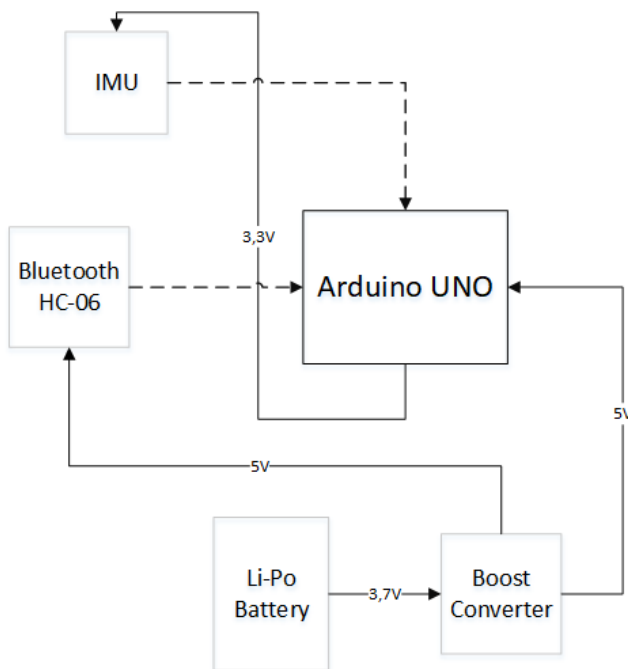 IMU
3,3V
Bluetooth
HC-06
Arduino UNO
5V
5V
Li-Po
Battery
3,7V
Boost
Converter